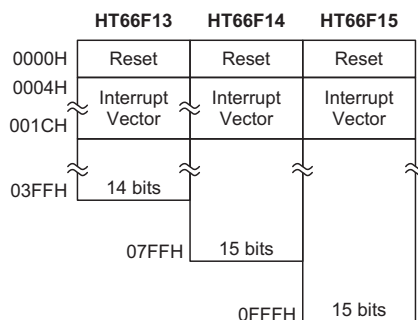 HT66F13 HT66F14 HT66F15
0000H Reset Reset Reset
0004H
Interrupt Vector Interrupt Vector Interrupt Vector
001CH
03FFH 14 bits
07FFH 15 bits
0FFFH 15 bits